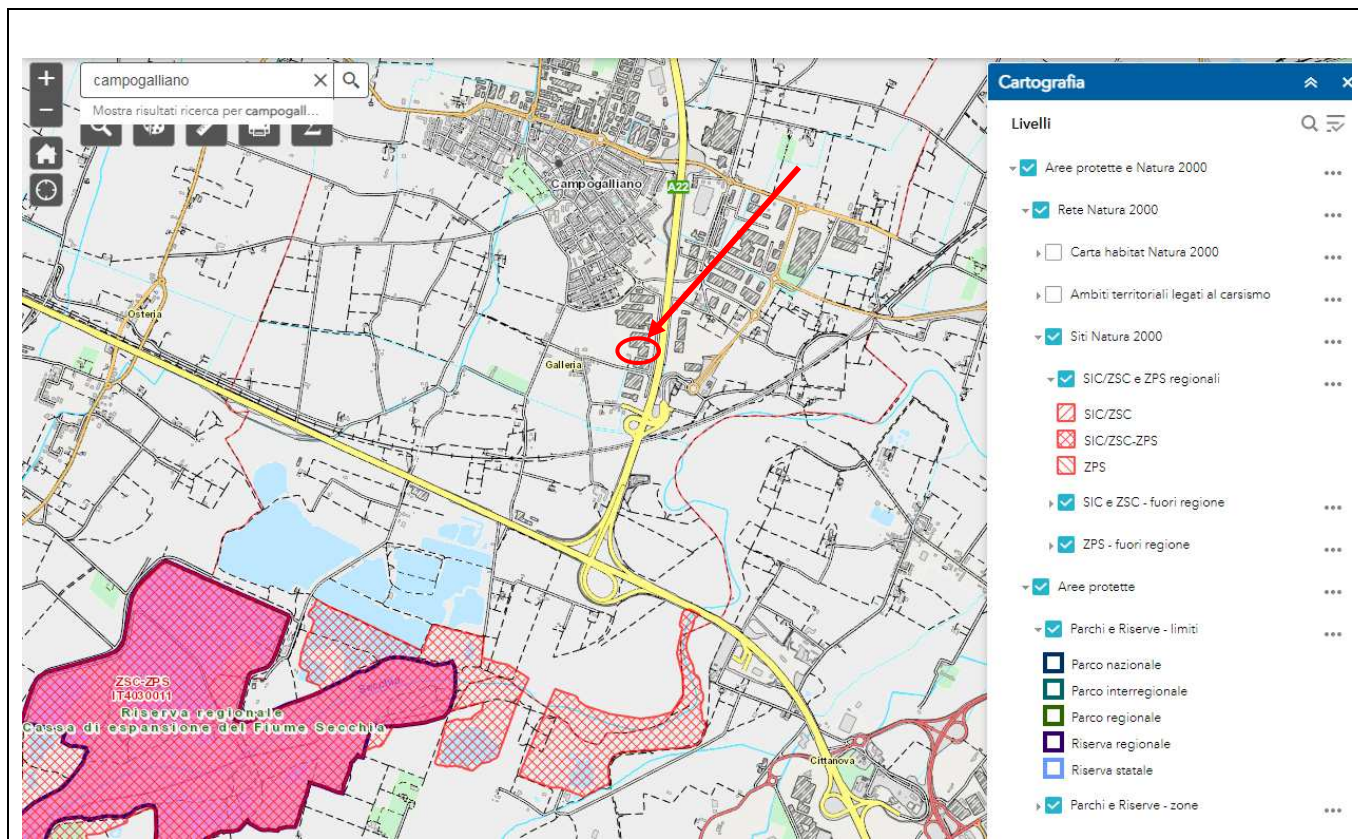 campogalliano
Mostra risultati ricerca per campogall...
Campogalliano
A22
Osteria
Galleria
ZSC-ZPS
IT4030011
Riserva regionale
Cassa di espansione del Fiume Secchia
Cittanova
Cartografia
Livelli
Aree protette e Natura 2000
Rete Natura 2000
Carta habitat Natura 2000
Ambiti territoriali legati al carsismo
Siti Natura 2000
SIC/ZSC e ZPS regionali
SIC/ZSC
SIC/ZSC-ZPS
ZPS
SIC e ZSC - fuori regione
ZPS - fuori regione
Aree protette
Parchi e Riserve - limiti
Parco nazionale
Parco interregionale
Parco regionale
Riserva regionale
Riserva statale
Parchi e Riserve - zone